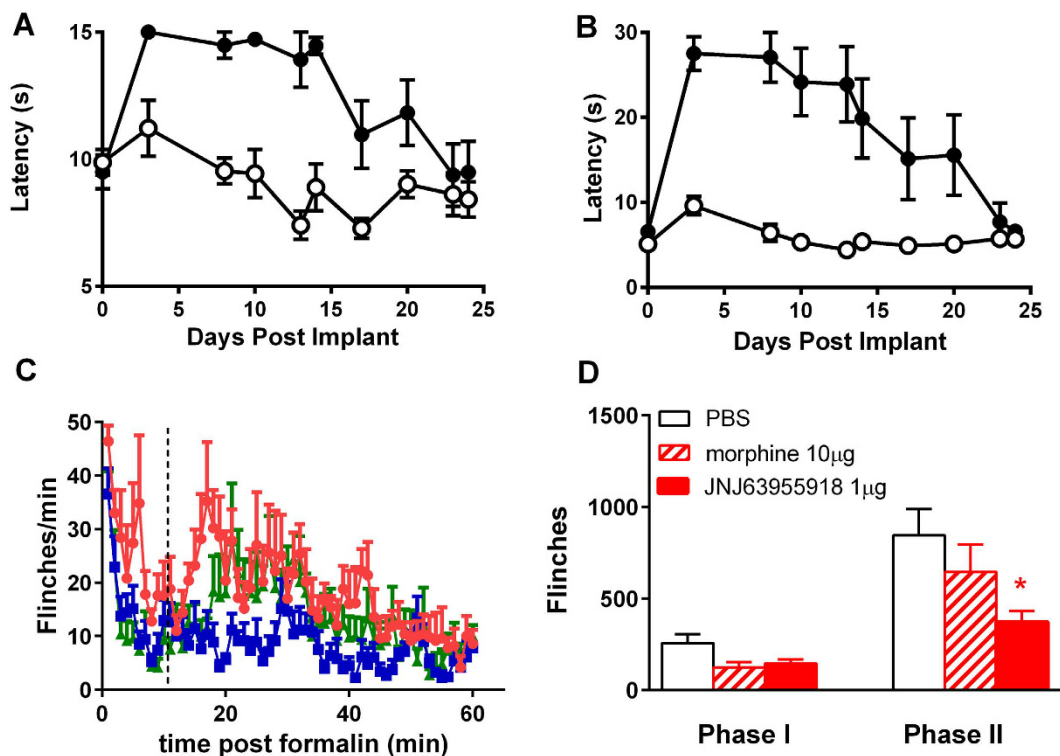 A
15
10
5
Latency (s)
0 5 10 15 20 25
Days Post Implant
B
30
20
10
0
Latency (s)
0 5 10 15 20 25
Days Post Implant
C
50
40
30
20
10
0
Flinches/min
0 20 40 60
time post formalin (min)
D
1500
1000
500
0
Flinches
PBS
morphine 10μg
JNJ63955918 1μg
*
Phase I Phase II